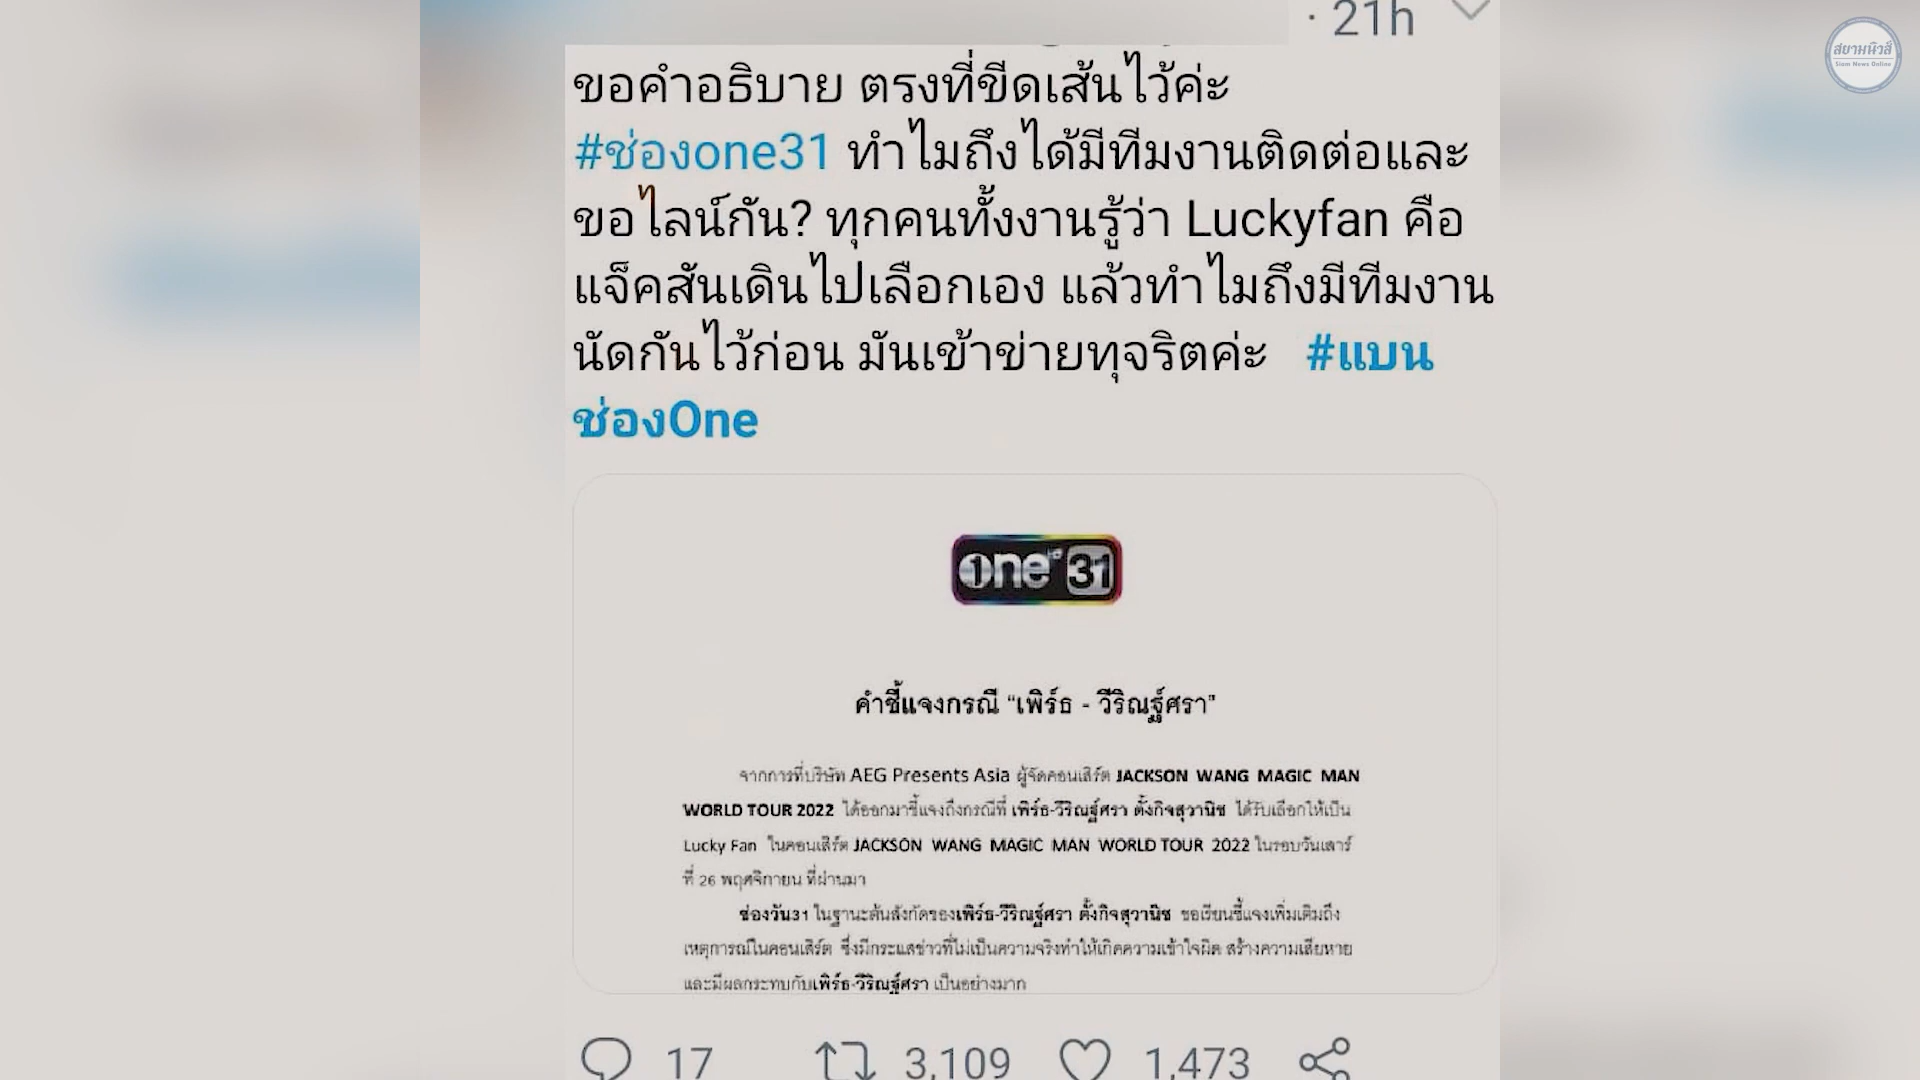 · 21h
สยามนิวส์
Siam News Online
ขอคำอธิบาย ตรงที่ขีดเส้นไว้ค่ะ
#ช่องone31 ทำไมถึงได้มีทีมงานติดต่อและ
ขอไลน์กัน? ทุกคนทั้งงานรู้ว่า Luckyfan คือ
แจ็คสันเดินไปเลือกเอง แล้วทำไมถึงมีทีมงาน
นัดกันไว้ก่อน มันเข้าข่ายทุจริตค่ะ #แบน
ช่องOne
one HD 31
คำชี้แจงกรณี “เพิร์ธ - วีริณฐ์ศรา”
จากการที่บริษัท AEG Presents Asia ผู้จัดคอนเสิร์ต JACKSON WANG MAGIC MAN
WORLD TOUR 2022 ได้ออกมาชี้แจงถึงกรณีที่ เพิร์ธ-วีริณฐ์ศรา ตั้งกิจสุวานิช ได้รับเลือกให้เป็น
Lucky Fan ในคอนเสิร์ต JACKSON WANG MAGIC MAN WORLD TOUR 2022 ในรอบวันเสาร์
ที่ 26 พฤศจิกายน ที่ผ่านมา
ช่องวัน31 ในฐานะต้นสังกัดของเพิร์ธ-วีริณฐ์ศรา ตั้งกิจสุวานิช ขอเรียนชี้แจงเพิ่มเติมถึง
เหตุการณ์ในคอนเสิร์ต ซึ่งมีกระแสข่าวที่ไม่เป็นความจริงทำให้เกิดความเข้าใจผิด สร้างความเสียหาย
และมีผลกระทบกับเพิร์ธ-วีริณฐ์ศรา เป็นอย่างมาก
17 3,109 1,473